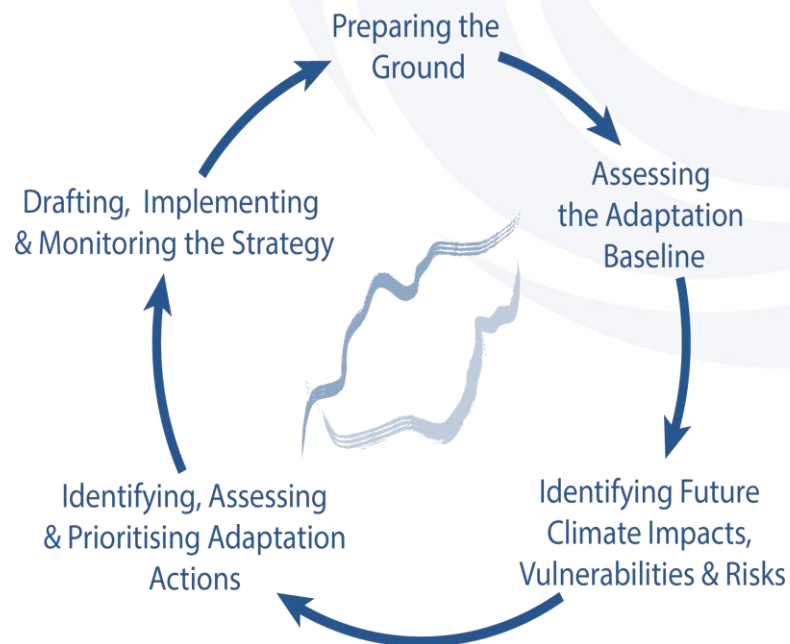 Preparing the
Ground
Assessing
the Adaptation
Baseline
Identifying Future
Climate Impacts,
Vulnerabilities & Risks
Identifying, Assessing
& Prioritising Adaptation
Actions
Drafting, Implementing
& Monitoring the Strategy